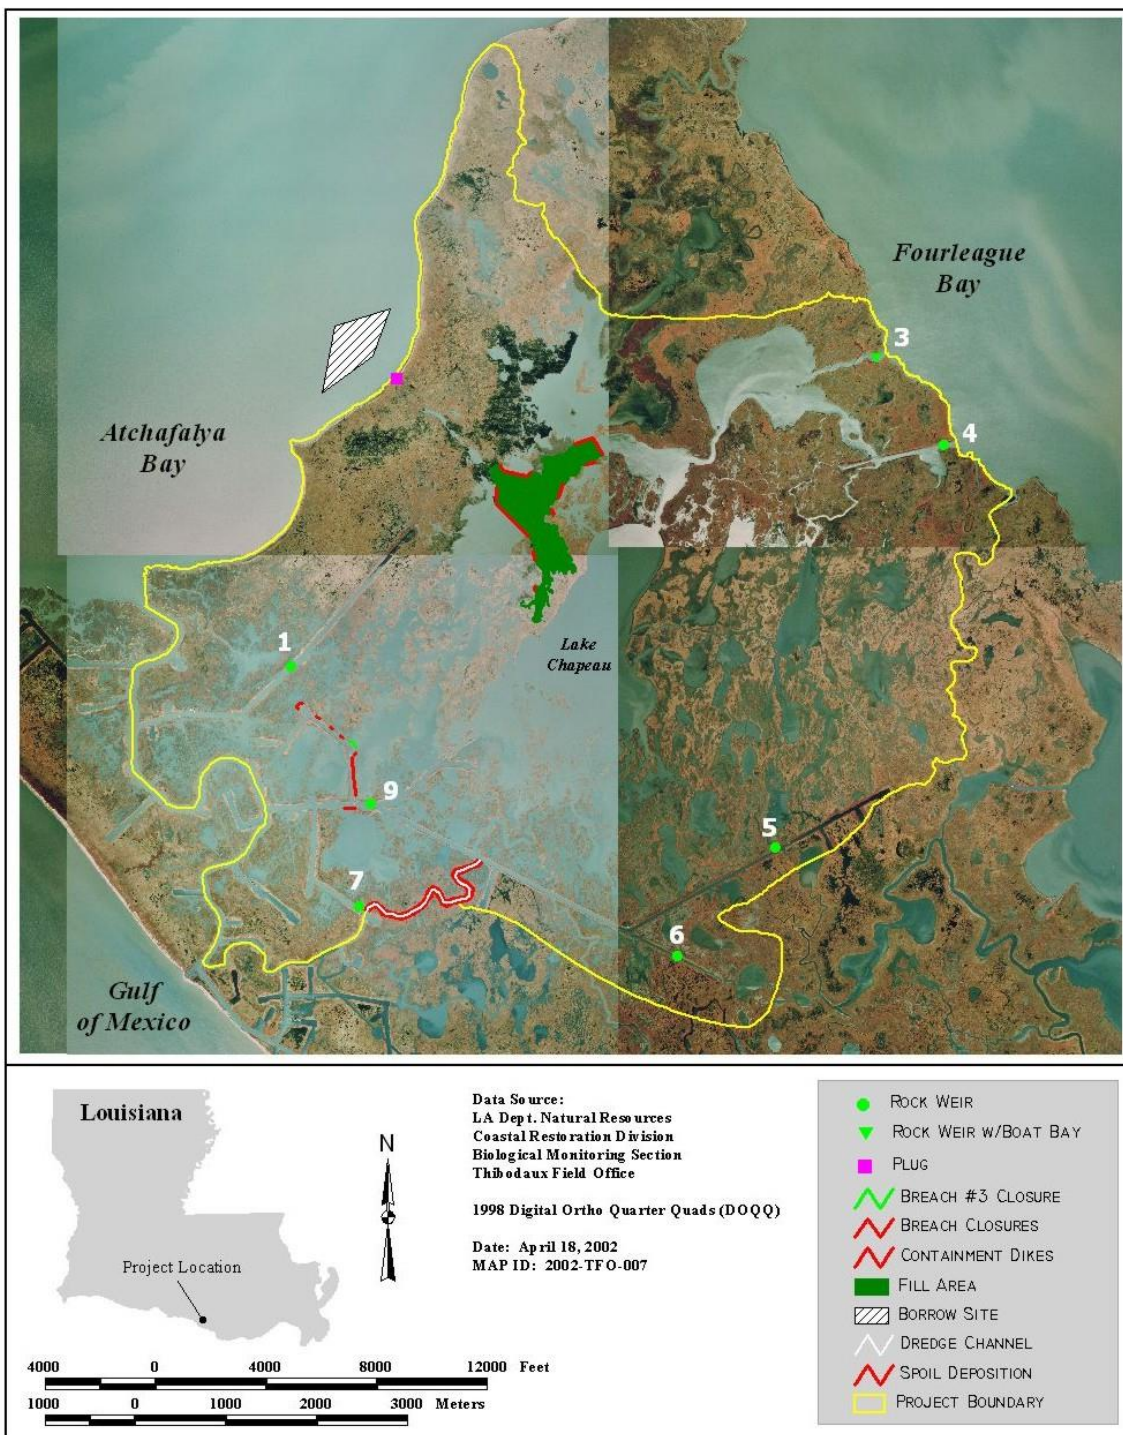 Fourleague
Bay
3
Atchafalya
Bay
4
Lake
Chapeau
1
9
5
7
6
Gulf
of Mexico
Louisiana
Project Location
N
Data Source:
LA Dept. Natural Resources
Coastal Restoration Division
Biological Monitoring Section
Thibodaux Field Office
1998 Digital Ortho Quarter Quads (DOQQ)
Date: April 18, 2002
MAP ID: 2002-TFO-007
4000 0 4000 8000 12000 Feet
1000 0 1000 2000 3000 Meters
ROCK WEIR
ROCK WEIR W/BOAT BAY
PLUG
BREACH #3 CLOSURE
BREACH CLOSURES
CONTAINMENT DIKES
FILL AREA
BORROW SITE
DREDGE CHANNEL
SPOIL DEPOSITION
PROJECT BOUNDARY